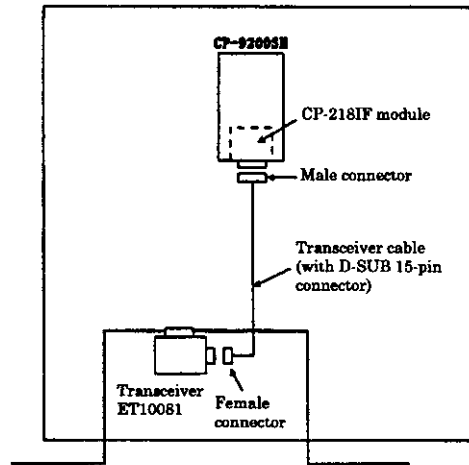 CP-9200SH
CP-218IF module
Male connector
Transceiver cable
(with D-SUB 15-pin
connector)
Transceiver
ET10081
Female
connector